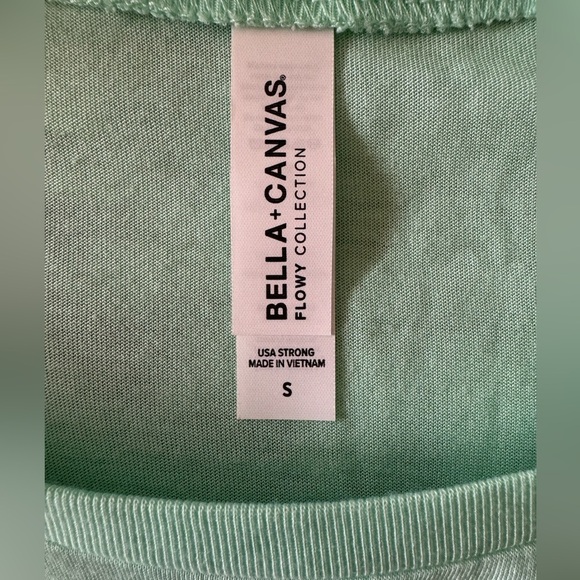 BELLA+CANVAS®
FLOWY COLLECTION
USA STRONG
MADE IN VIETNAM
S